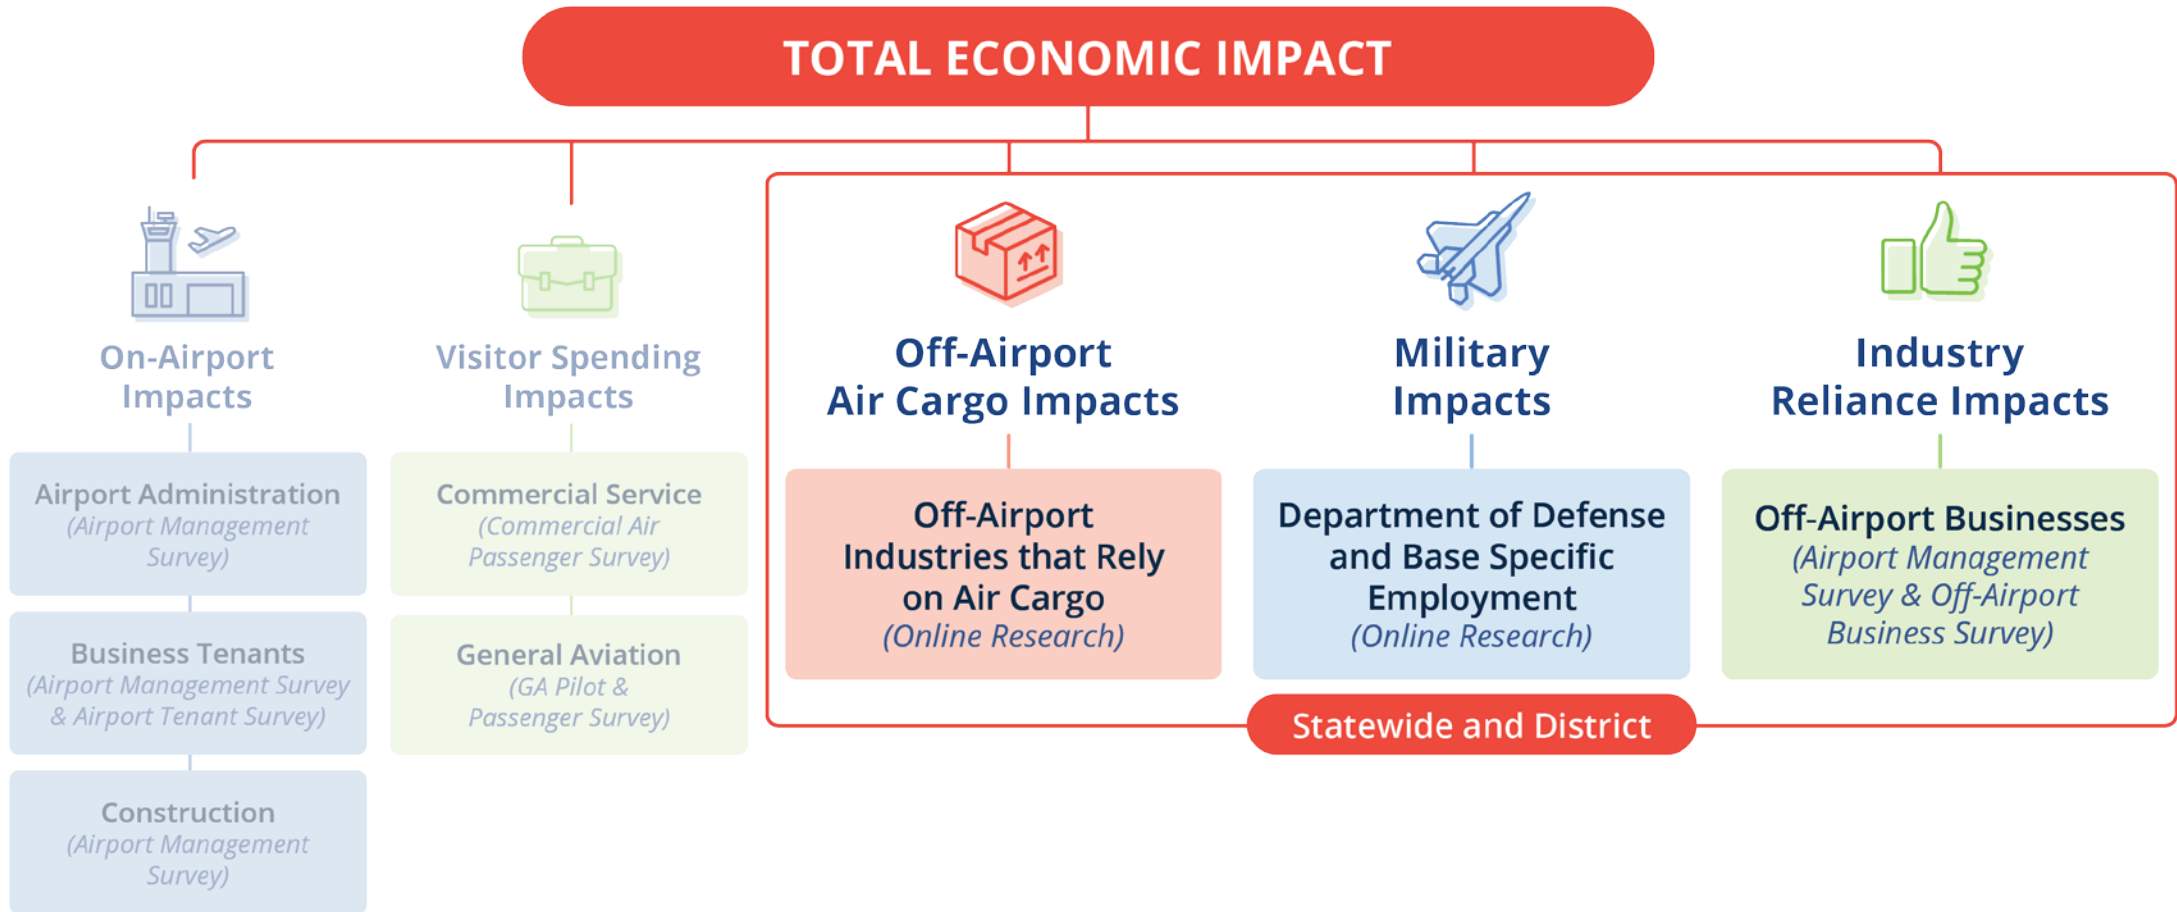 TOTAL ECONOMIC IMPACT
On-Airport
Impacts
Airport Administration
(Airport Management
Survey)
Business Tenants
(Airport Management Survey
& Airport Tenant Survey)
Construction
(Airport Management
Survey)
Visitor Spending
Impacts
Commercial Service
(Commercial Air
Passenger Survey)
General Aviation
(GA Pilot &
Passenger Survey)
Off-Airport
Air Cargo Impacts
Off-Airport
Industries that Rely
on Air Cargo
(Online Research)
Military
Impacts
Department of Defense
and Base Specific
Employment
(Online Research)
Industry
Reliance Impacts
Off-Airport Businesses
(Airport Management
Survey & Off-Airport
Business Survey)
Statewide and District